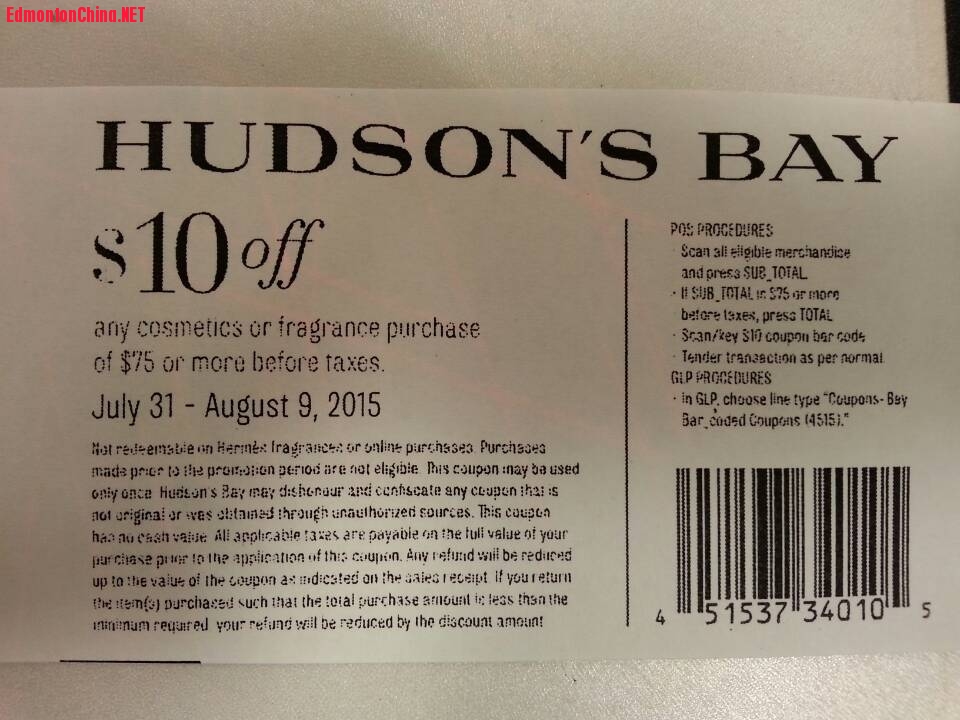 EdmontonChina.NET
HUDSON'S BAY
$10 off
any cosmetics or fragrance purchase
of $75 or more before taxes.
July 31 - August 9, 2015
Not redeemable on Hermès fragrances or online purchases. Purchases
made prior to the promotion period are not eligible. This coupon may be used
only once. Hudson's Bay may dishonour and confiscate any coupon that is
not original or was obtained through unauthorized sources. This coupon
has no cash value. All applicable taxes are payable on the full value of your
purchase prior to the application of this coupon. Any refund will be reduced
up to the value of the coupon as indicated on the sales receipt. If you return
the item(s) purchased such that the total purchase amount is less than the
minimum required, your refund will be reduced by the discount amount.
POS PROCEDURES
· Scan all eligible merchandise
and press SUB_TOTAL
· If SUB_TOTAL is $75 or more
before taxes, press TOTAL
· Scan/key $10 coupon bar code
· Tender transaction as per normal
GLP PROCEDURES
· In GLP, choose line type "Coupons- Bay
Bar_coded Coupons (4515)."
4 51537 34010 5